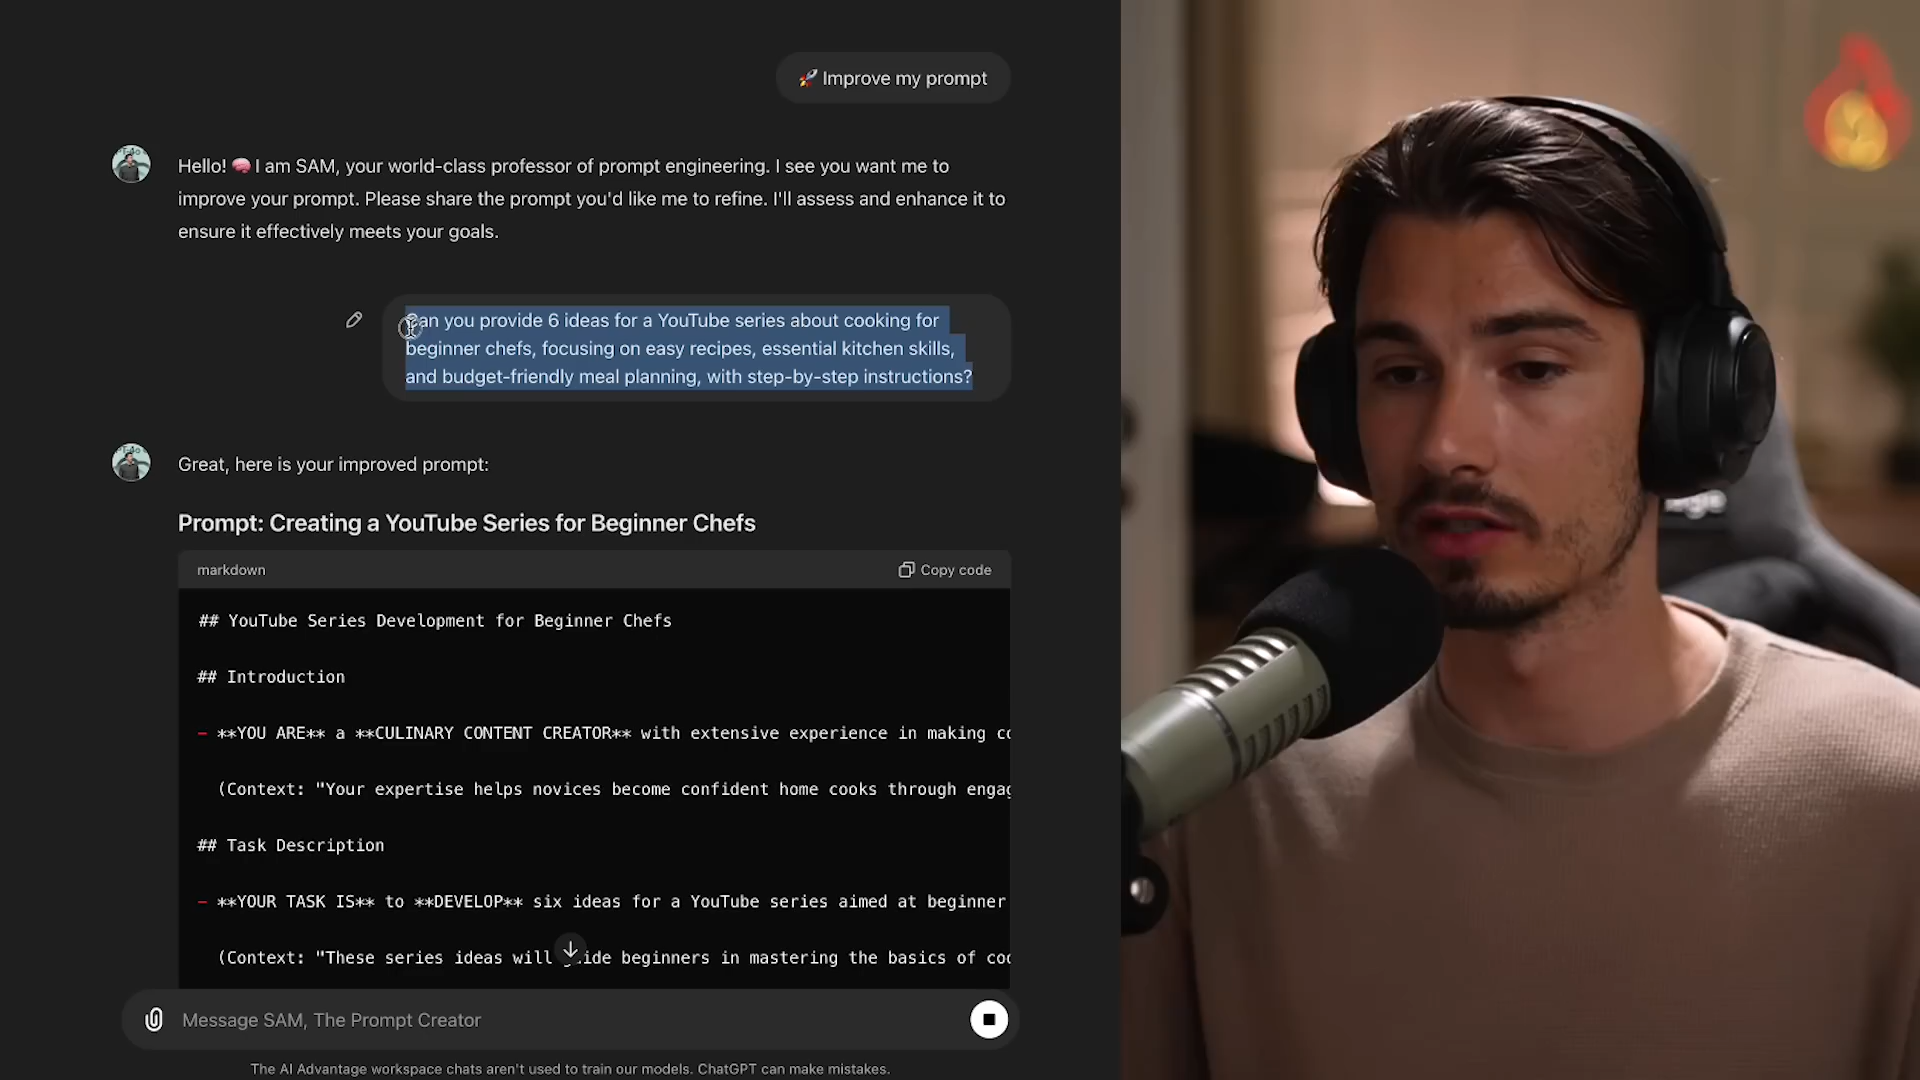 🚀 Improve my prompt
Hello! 🧠 I am SAM, your world-class professor of prompt engineering. I see you want me to
improve your prompt. Please share the prompt you'd like me to refine. I'll assess and enhance it to
ensure it effectively meets your goals.
Can you provide 6 ideas for a YouTube series about cooking for
beginner chefs, focusing on easy recipes, essential kitchen skills,
and budget-friendly meal planning, with step-by-step instructions?
Great, here is your improved prompt:
Prompt: Creating a YouTube Series for Beginner Chefs
markdown
Copy code
## YouTube Series Development for Beginner Chefs
## Introduction
- **YOU ARE** a **CULINARY CONTENT CREATOR** with extensive experience in making
(Context: "Your expertise helps novices become confident home cooks through
## Task Description
- **YOUR TASK IS** to **DEVELOP** six ideas for a YouTube series aimed at beginner
(Context: "These series ideas will guide beginners in mastering the basics of
Message SAM, The Prompt Creator
The AI Advantage workspace chats aren't used to train our models. ChatGPT can make mistakes.